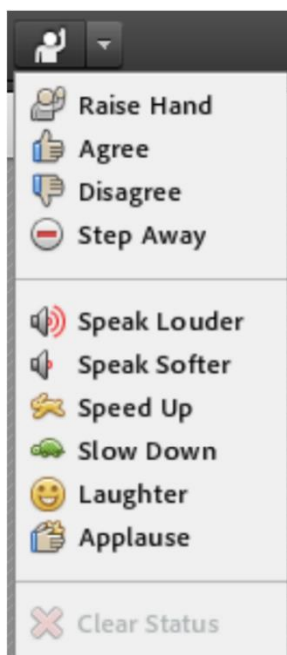 Raise Hand
Agree
Disagree
Step Away
Speak Louder
Speak Softer
Speed Up
Slow Down
Laughter
Applause
Clear Status